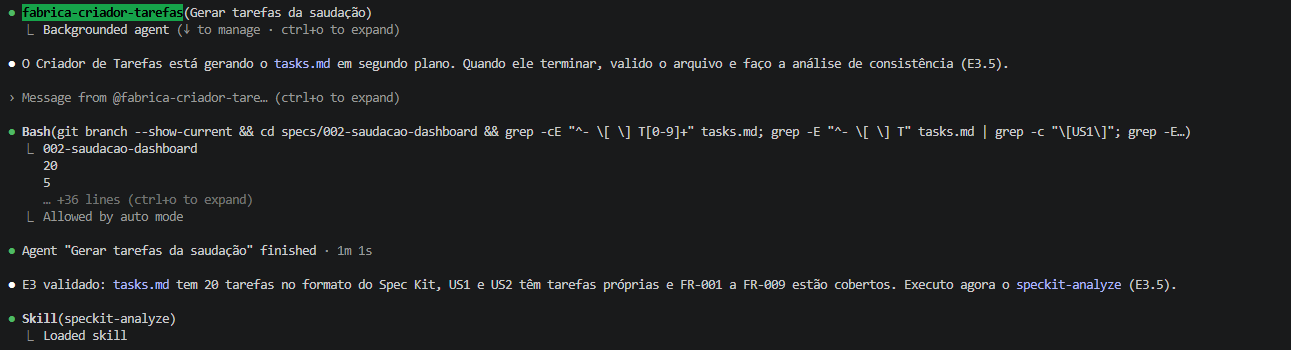 ● fabrica-criador-tarefas(Gerar tarefas da saudação)
└ Backgrounded agent (↓ to manage · ctrl+o to expand)
● O Criador de Tarefas está gerando o tasks.md em segundo plano. Quando ele terminar, valido o arquivo e faço a análise de consistência (E3.5).
› Message from @fabrica-criador-tare… (ctrl+o to expand)
● Bash(git branch --show-current && cd specs/002-saudacao-dashboard && grep -cE "^- \[ \] T[0-9]+" tasks.md; grep -E "^- \[ \] T" tasks.md | grep -c "\[US1\]"; grep -E…)
└ 002-saudacao-dashboard
20
5
… +36 lines (ctrl+o to expand)
└ Allowed by auto mode
● Agent "Gerar tarefas da saudação" finished · 1m 1s
● E3 validado: tasks.md tem 20 tarefas no formato do Spec Kit, US1 e US2 têm tarefas próprias e FR-001 a FR-009 estão cobertos. Executo agora o speckit-analyze (E3.5).
● Skill(speckit-analyze)
└ Loaded skill